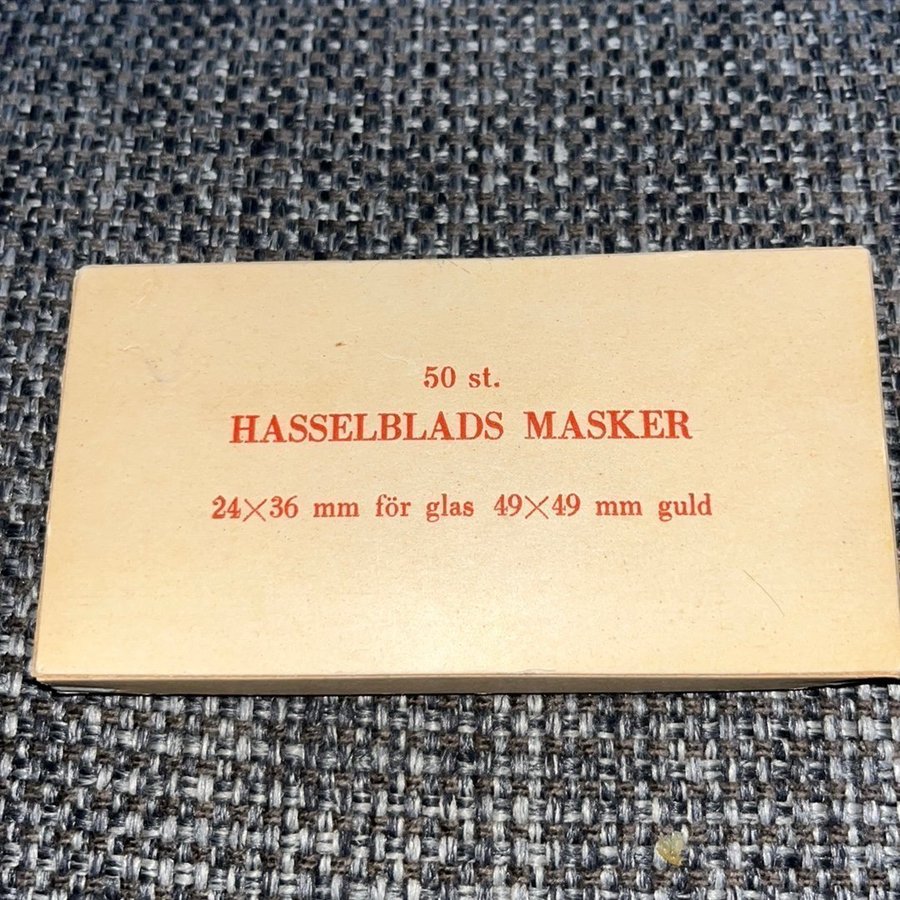 50 st.
HASSELBLADS MASKER
24×36 mm för glas 49×49 mm guld